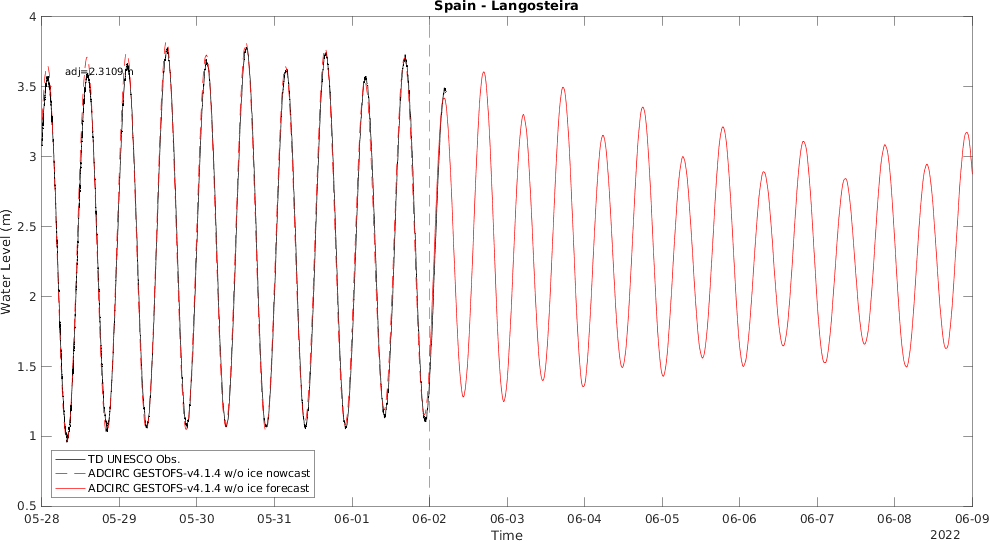 Spain - Langosteira
4
3.5
3
2.5
2
1.5
1
0.5
Water Level (m)
adj=2.3109 m
TD UNESCO Obs.
ADCIRC GESTOFS-v4.1.4 w/o ice nowcast
ADCIRC GESTOFS-v4.1.4 w/o ice forecast
05-28 05-29 05-30 05-31 06-01 06-02 06-03 06-04 06-05 06-06 06-07 06-08 06-09
Time
2022